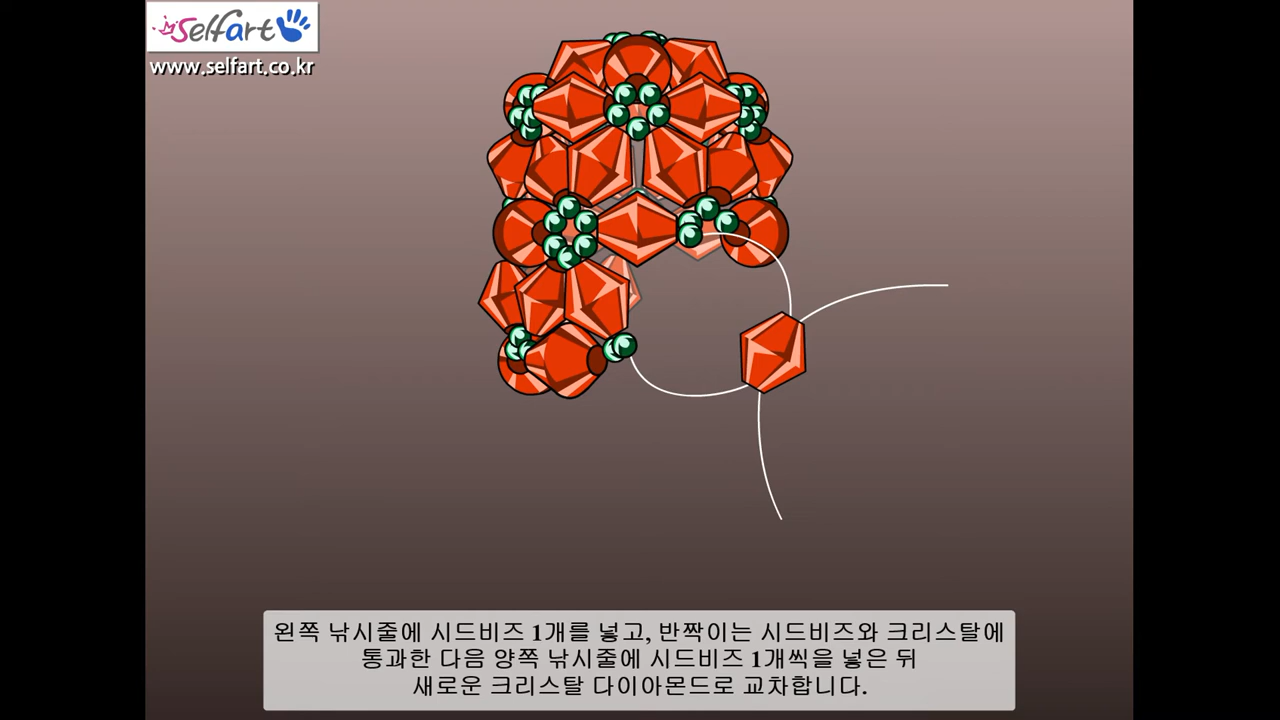 selfart
www.selfart.co.kr
왼쪽 낚시줄에 시드비즈 1개를 넣고, 반짝이는 시드비즈와 크리스탈에
통과한 다음 양쪽 낚시줄에 시드비즈 1개씩을 넣은 뒤
새로운 크리스탈 다이아몬드로 교차합니다.